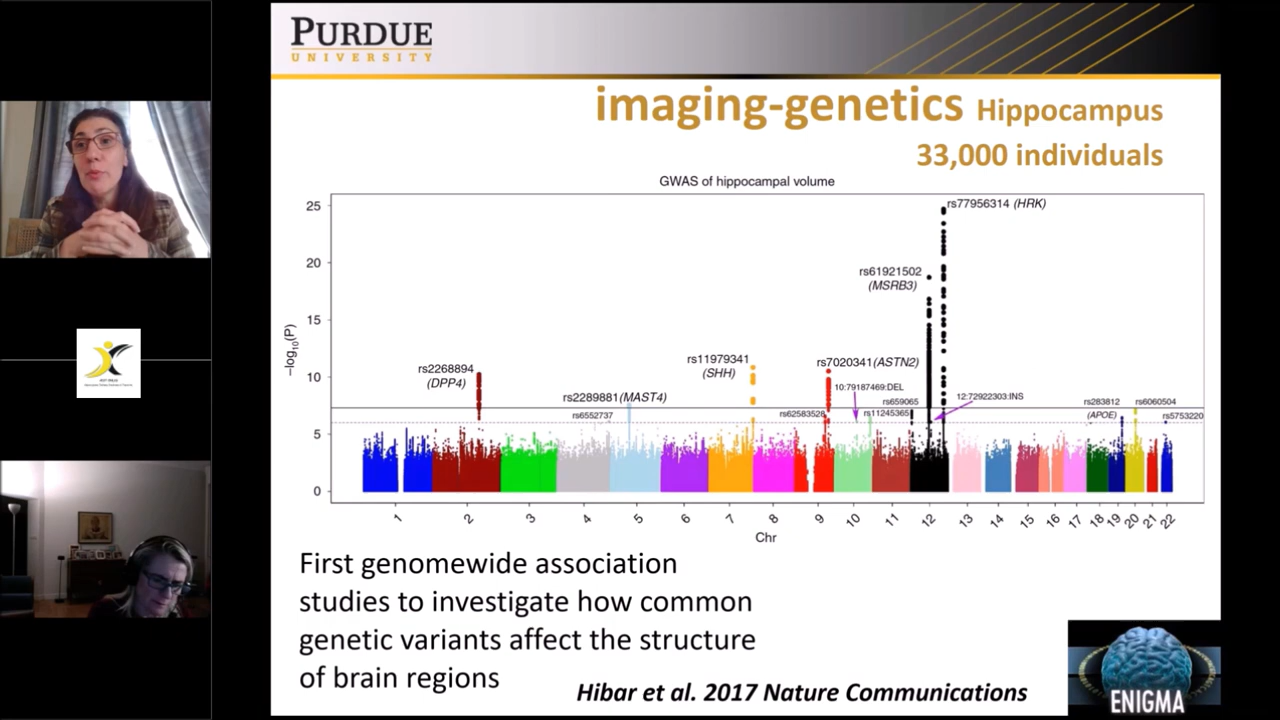 PURDUE
UNIVERSITY
imaging-genetics Hippocampus
33,000 individuals
GWAS of hippocampal volume
25
20
15
10
5
0
−log10(P)
rs77956314 (HRK)
rs61921502
(MSRB3)
rs11979341
(SHH)
rs7020341(ASTN2)
rs2268894
(DPP4)
10:79187469:DEL
rs2289881(MAST4)
rs659065
12:72922303:INS
rs283812
(APOE)
rs6060504
rs6552737
rs62583528
rs11245365
rs5753220
1
2
3
4
5
6
7
8
9
10
11
12
13
14
15
16
17
18
19
20
21
22
Chr
First genomewide association
studies to investigate how common
genetic variants affect the structure
of brain regions
Hibar et al. 2017 Nature Communications
ENIGMA